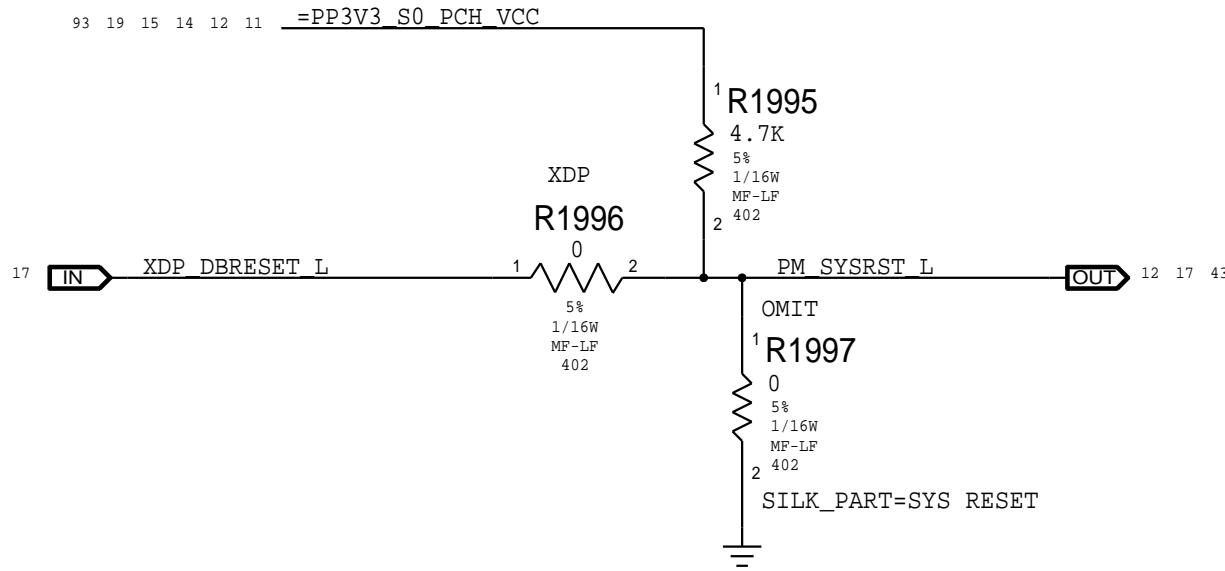 93 19 15 14 12 11 =PP3V3_S0_PCH_VCC
1
R1995
4.7K
5%
1/16W
MF-LF
402
2
XDP
R1996
0
17 IN XDP_DBRESET_L 1 2 PM_SYSRST_L OUT 12 17 43
5%
1/16W
MF-LF
402
OMIT
1
R1997
0
5%
1/16W
MF-LF
402
2
SILK_PART=SYS RESET